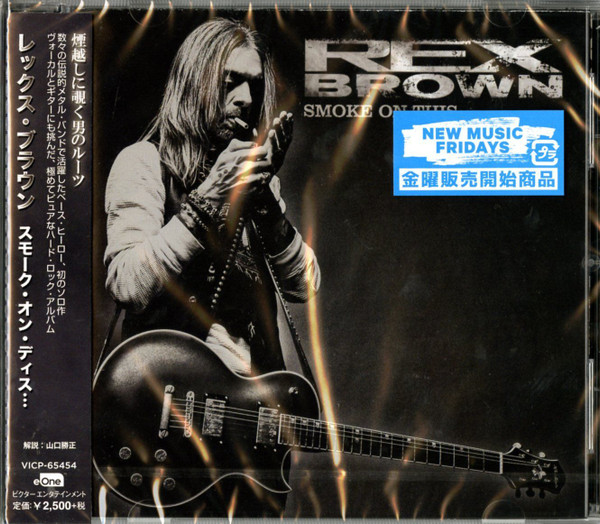 煙越しに覗く男のルーツ
数々の伝説的メタル・バンドで活躍したベース・ヒーロー、初のソロ作
ヴォーカルとギターにも挑んだ、極めてピュアなハード・ロック・アルバム
レックス・ブラウン スモーク・オン・ディス…
解説:山口勝正
VICP-65454
eOne
ビクターエンタテインメント
定価:¥2,500+税
REX
BROWN
SMOKE ON THIS
NEW MUSIC
FRIDAYS
プラ
金曜販売開始商品